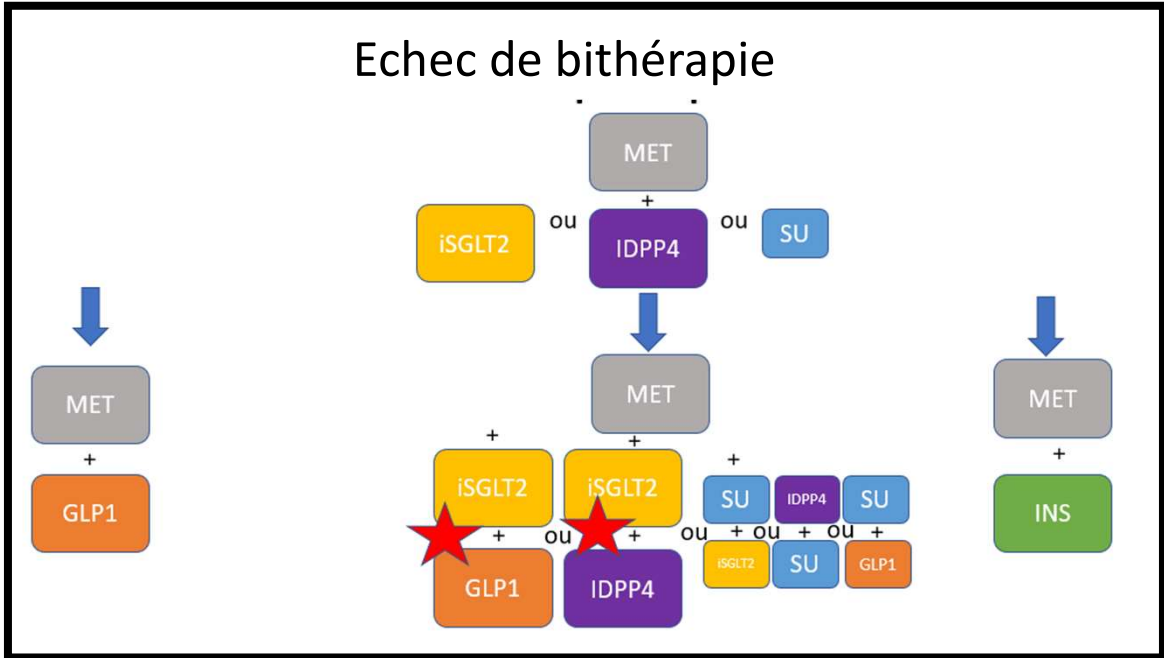 Echec de bithérapie
MET
+
iSGLT2 ou IDPP4 ou SU
MET
+
GLP1
MET
+ + +
iSGLT2 iSGLT2 SU IDPP4 SU
+ ou + ou + ou + ou +
GLP1 IDPP4 iSGLT2 SU GLP1
MET
+
INS